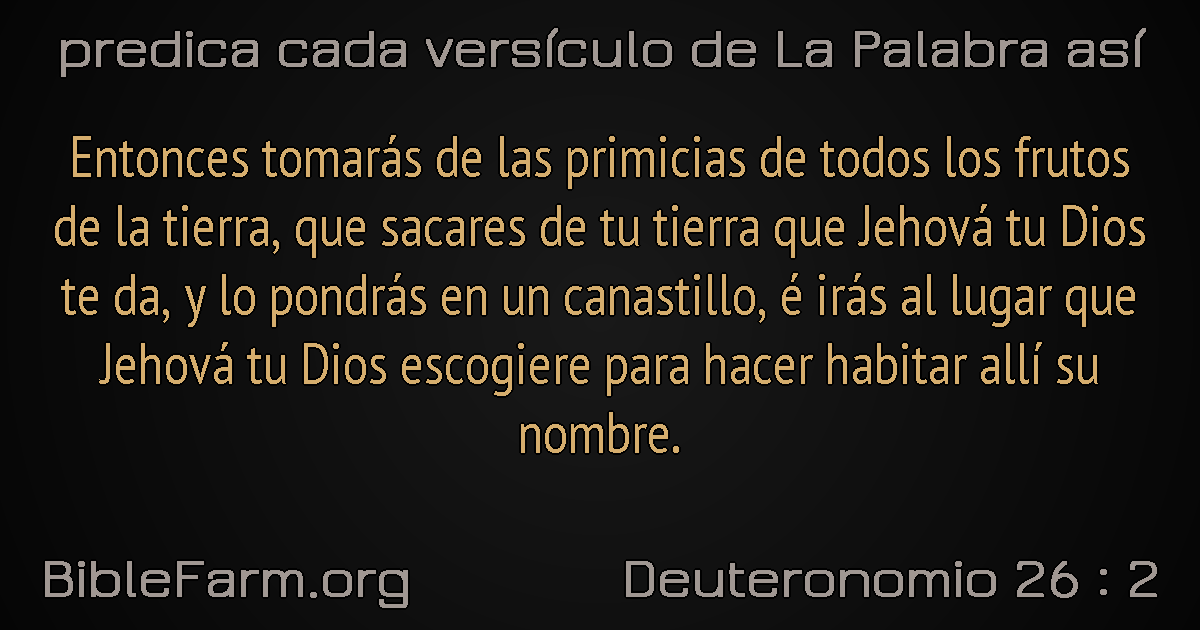 predica cada versículo de La Palabra así
Entonces tomarás de las primicias de todos los frutos
de la tierra, que sacares de tu tierra que Jehová tu Dios
te da, y lo pondrás en un canastillo, é irás al lugar que
Jehová tu Dios escogiere para hacer habitar allí su
nombre.
BibleFarm.org
Deuteronomio 26 : 2